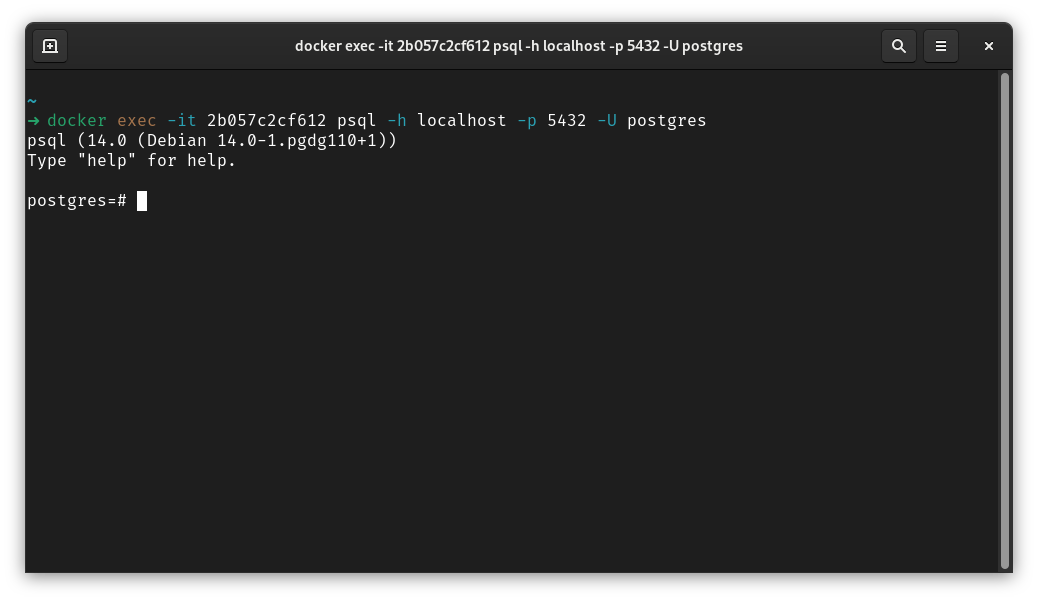 docker exec -it 2b057c2cf612 psql -h localhost -p 5432 -U postgres
~
➜ docker exec -it 2b057c2cf612 psql -h localhost -p 5432 -U postgres
psql (14.0 (Debian 14.0-1.pgdg110+1))
Type "help" for help.
postgres=#